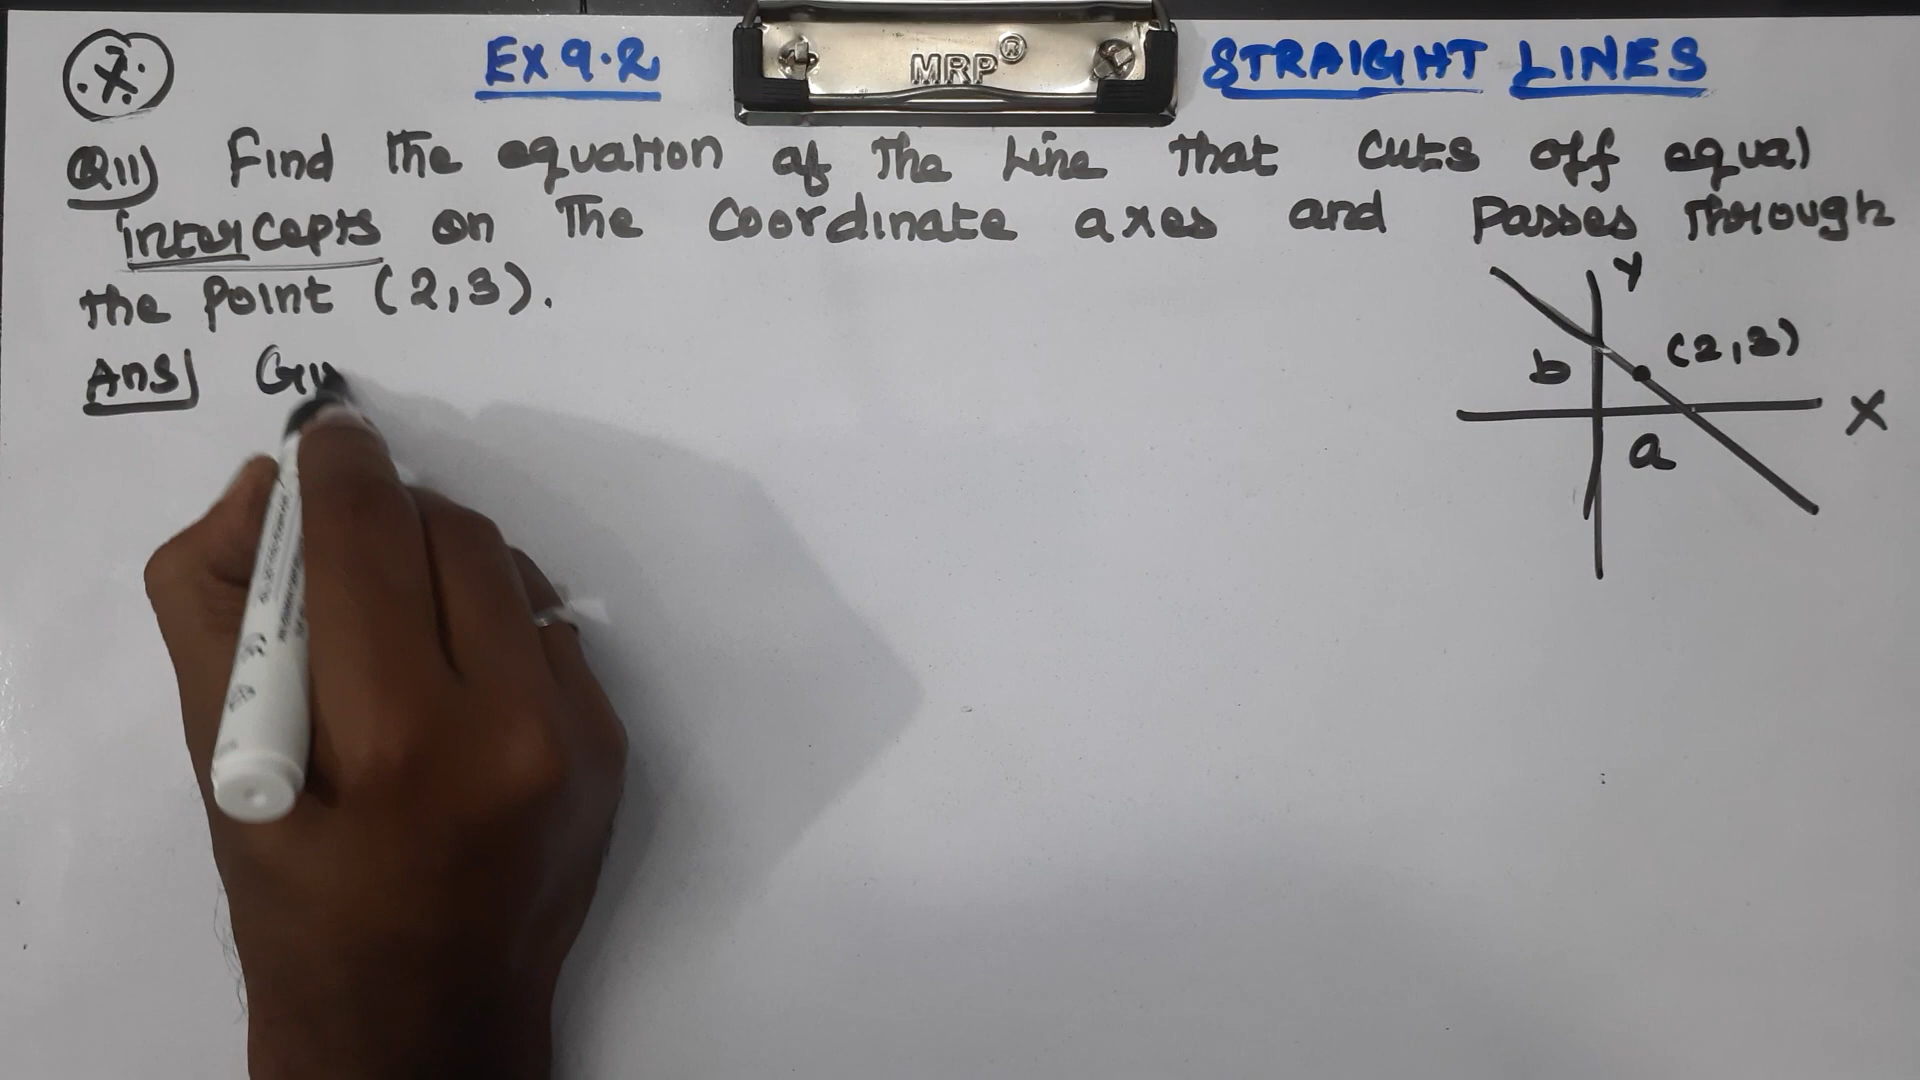 Ex 9.2
MRP®
STRAIGHT LINES
Q11) Find the equation of the line that cuts off equal
intercepts on the coordinate axes and passes through
the point (2,3).
Ans) Giv
Y
(2,3)
b
X
a